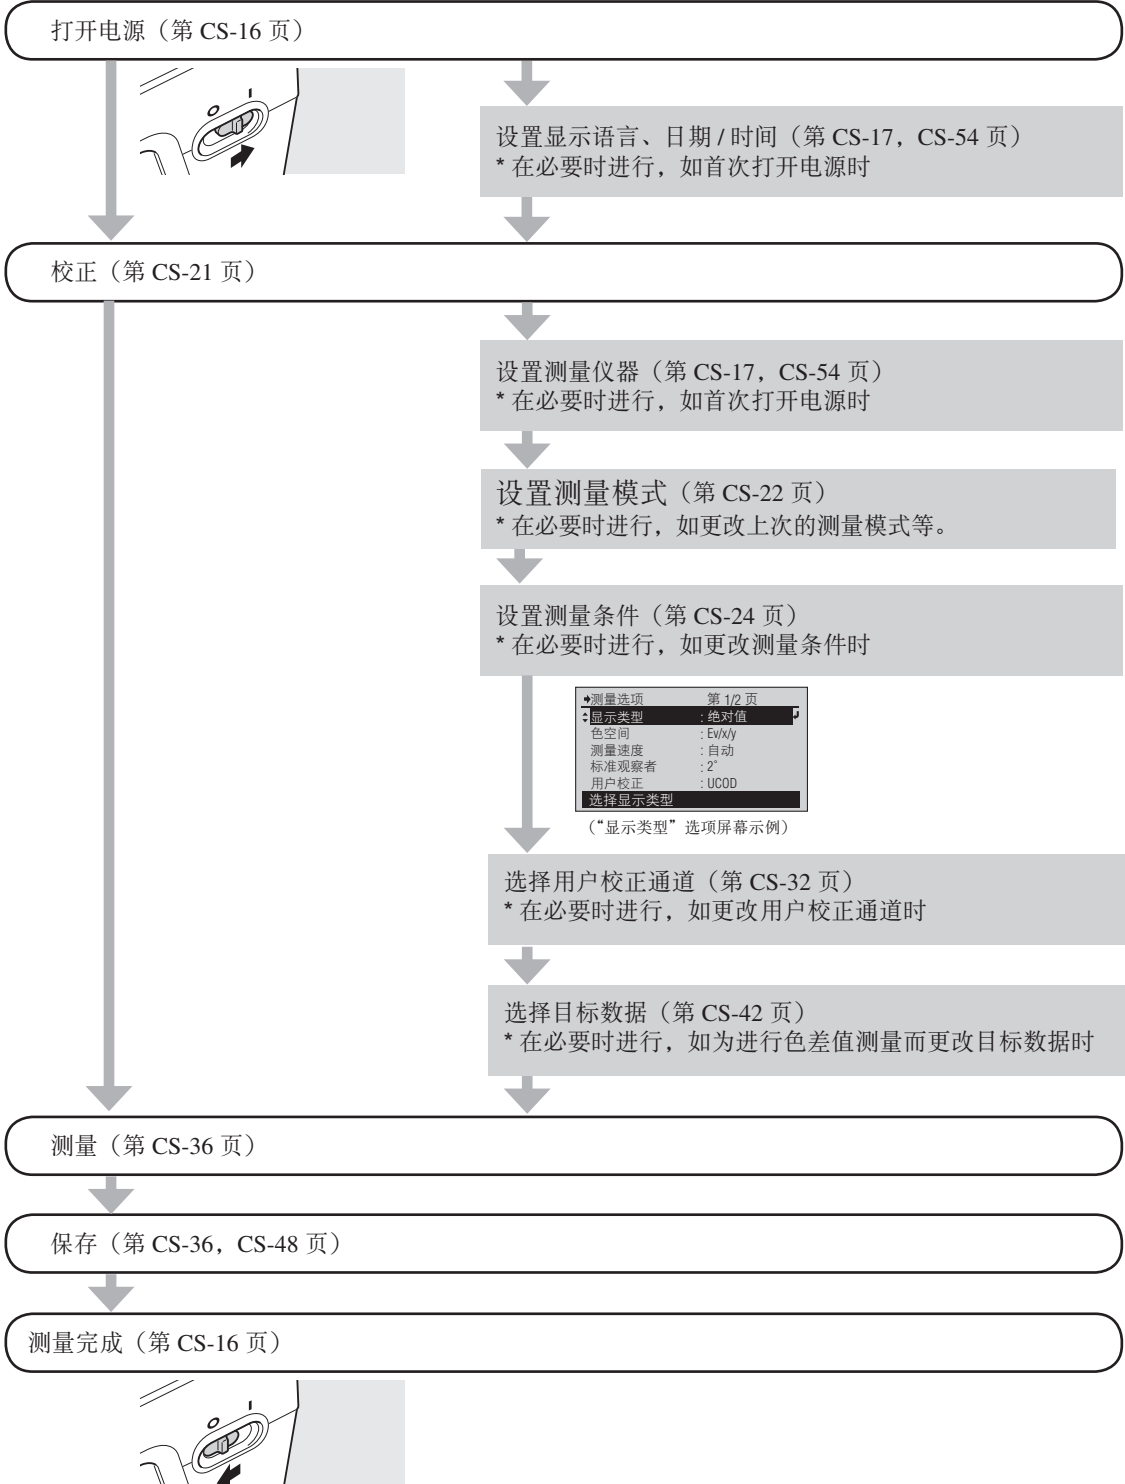 打开电源（第 CS-16 页）
设置显示语言、日期 / 时间（第 CS-17，CS-54 页）
* 在必要时进行，如首次打开电源时
校正（第 CS-21 页）
设置测量仪器（第 CS-17，CS-54 页）
* 在必要时进行，如首次打开电源时
设置测量模式（第 CS-22 页）
* 在必要时进行，如更改上次的测量模式等。
设置测量条件（第 CS-24 页）
* 在必要时进行，如更改测量条件时
测量选项 第 1/2 页
显示类型 : 绝对值
色空间 : Ev/x/y
测量速度 : 自动
标准观察者 : 2°
用户校正 : UC0D
选择显示类型
（“显示类型”选项屏幕示例）
选择用户校正通道（第 CS-32 页）
* 在必要时进行，如更改用户校正通道时
选择目标数据（第 CS-42 页）
* 在必要时进行，如为进行色差值测量而更改目标数据时
测量（第 CS-36 页）
保存（第 CS-36，CS-48 页）
测量完成（第 CS-16 页）